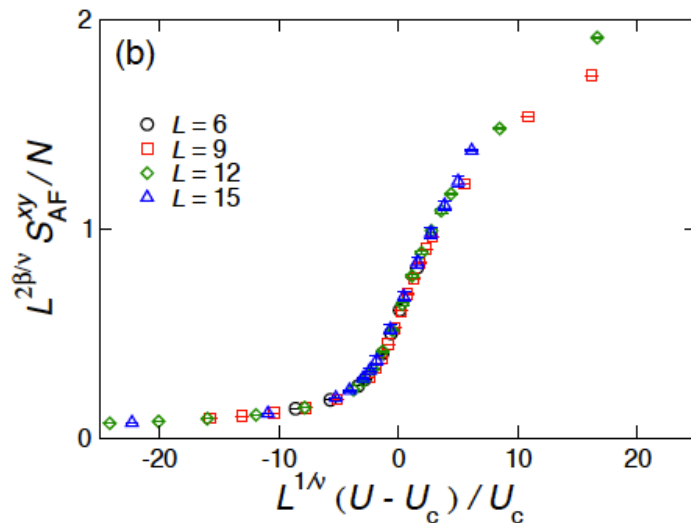 (b)
L = 6
L = 9
L = 12
L = 15
2
1
0
-20 -10 0 10 20
L^{2β/ν} S_{AF}^{xy} / N
L^{1/ν} (U - U_c) / U_c